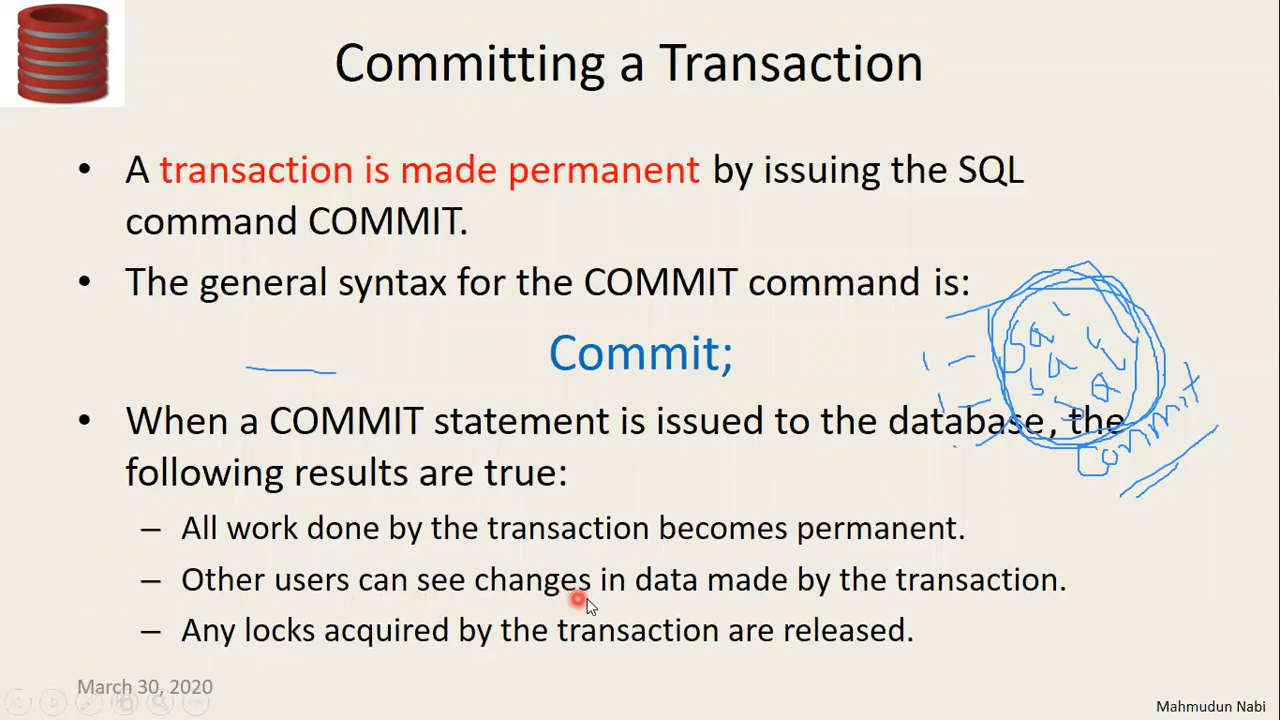 Committing a Transaction
• A transaction is made permanent by issuing the SQL
command COMMIT.
• The general syntax for the COMMIT command is:
Commit;
• When a COMMIT statement is issued to the database, the
following results are true:
Commit
– All work done by the transaction becomes permanent.
– Other users can see changes in data made by the transaction.
– Any locks acquired by the transaction are released.
March 30, 2020
Mahmudun Nabi